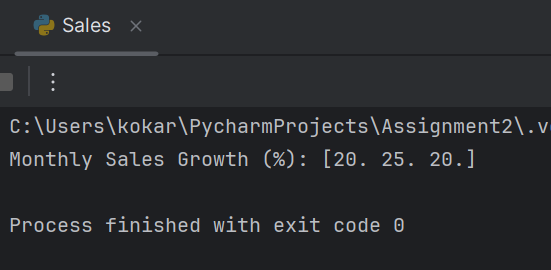 Sales
C:\Users\kokar\PycharmProjects\Assignment2\.v
Monthly Sales Growth (%): [20. 25. 20.]
Process finished with exit code 0